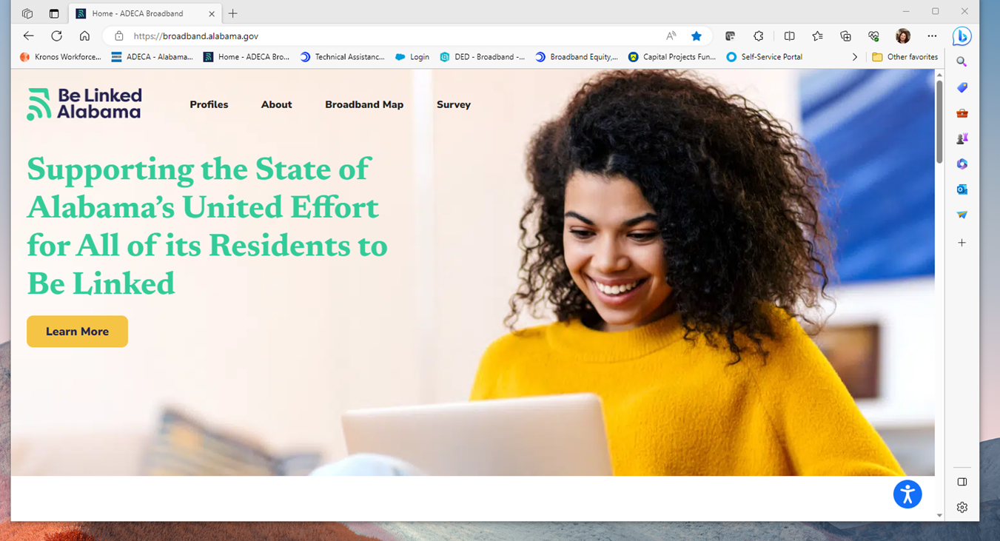 Home - ADECA Broadband
https://broadband.alabama.gov
Kronos Workforce... ADECA - Alabama... Home - ADECA Bro... Technical Assistanc... Login DED - Broadband -... Broadband Equity,... Capital Projects Fun... Self-Service Portal Other favorites
Be Linked
Alabama
Profiles About Broadband Map Survey
Supporting the State of
Alabama’s United Effort
for All of its Residents to
Be Linked
Learn More